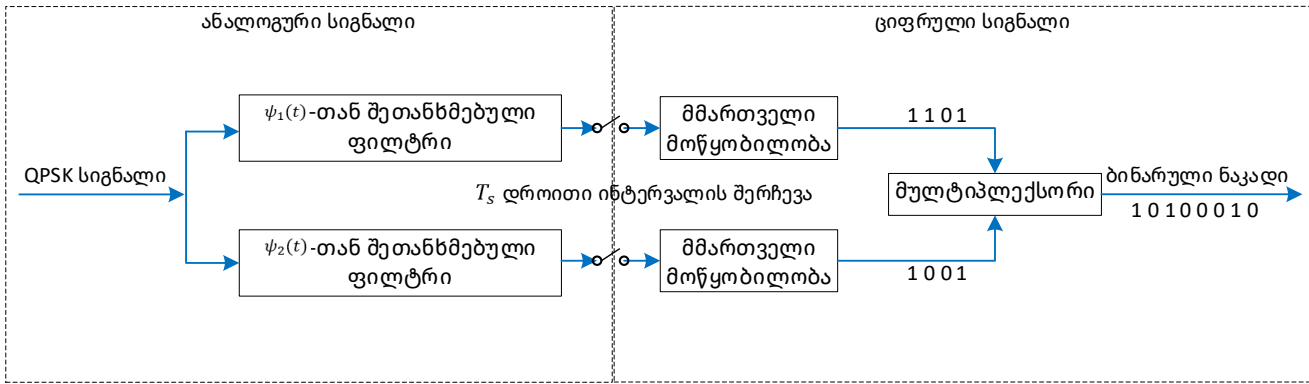 ანალოგური სიგნალი
ციფრული სიგნალი
ψ₁(t)-თან შეთანხმებული
ფილტრი
მმართველი
მოწყობილობა
1 1 0 1
QPSK სიგნალი
Tₛ დროითი ინტერვალის შერჩევა
მულტიპლექსორი
ბინარული ნაკადი
1 0 1 0 0 0 1 0
ψ₂(t)-თან შეთანხმებული
ფილტრი
მმართველი
მოწყობილობა
1 0 0 1